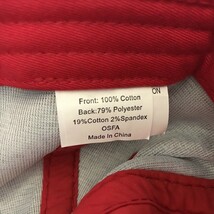 Front: 100% Cotton
Back: 79% Polyester
19%Cotton 2%Spandex
OSFA
Made In China
ON